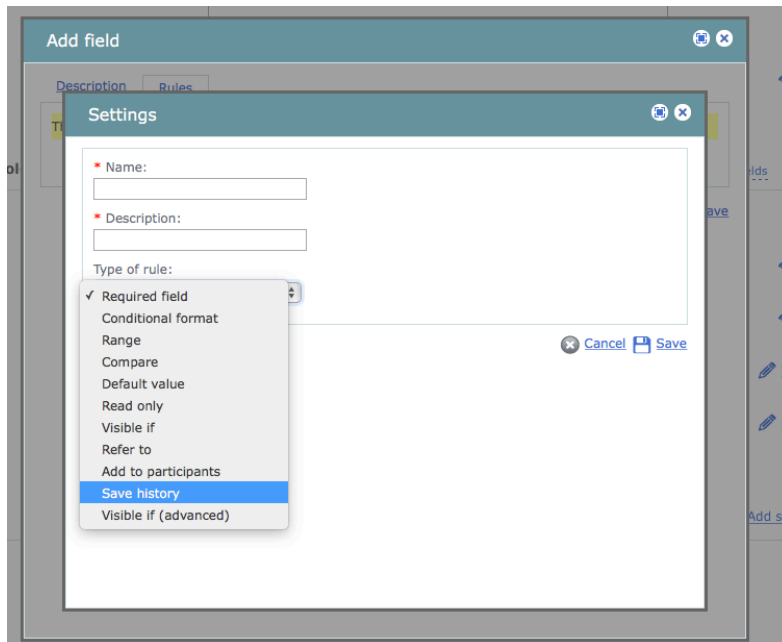 Add field
Description Rules
Settings
* Name:
* Description:
Type of rule:
✓ Required field
Conditional format
Range
Compare
Default value
Read only
Visible if
Refer to
Add to participants
Save history
Visible if (advanced)
Cancel Save